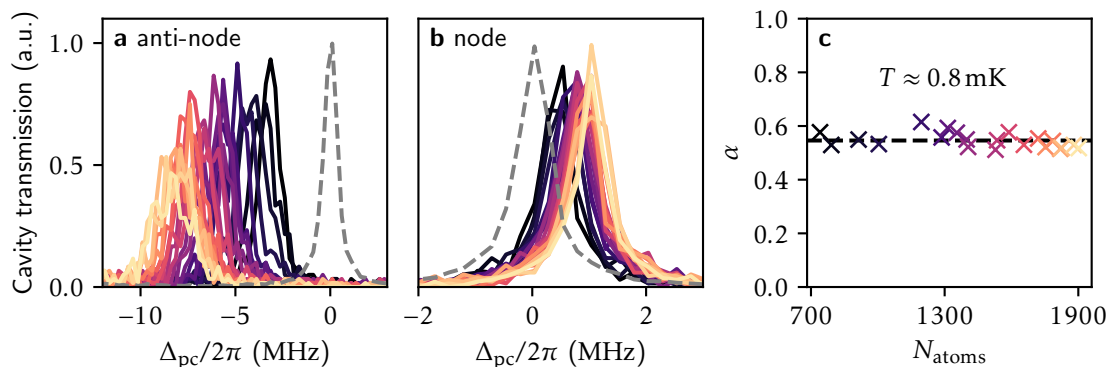 Cavity transmission (a.u.)
1.0
0.5
0.0
a anti-node
−10
−5
0
Δpc/2π (MHz)
b node
−2
0
2
Δpc/2π (MHz)
α
1.0
0.8
0.6
0.4
0.2
0.0
c
T ≈ 0.8 mK
700
1300
1900
Natoms